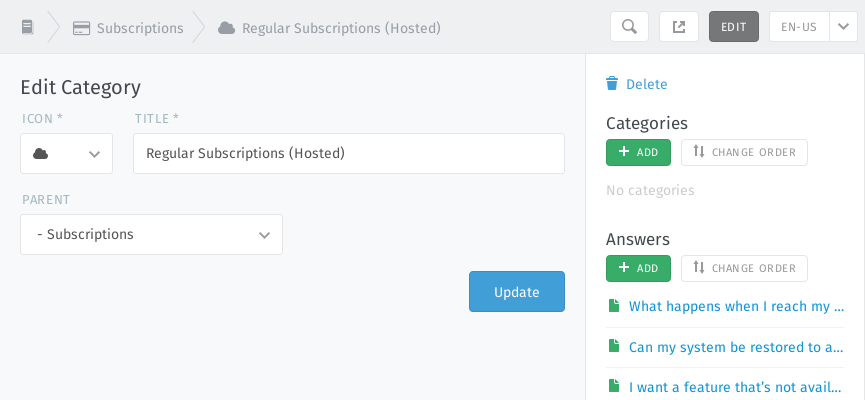 Subscriptions
Regular Subscriptions (Hosted)
EDIT
EN-US
Edit Category
ICON *
TITLE *
Regular Subscriptions (Hosted)
PARENT
- Subscriptions
Update
Delete
Categories
ADD
CHANGE ORDER
No categories
Answers
ADD
CHANGE ORDER
What happens when I reach my ...
Can my system be restored to a...
I want a feature that's not avail...